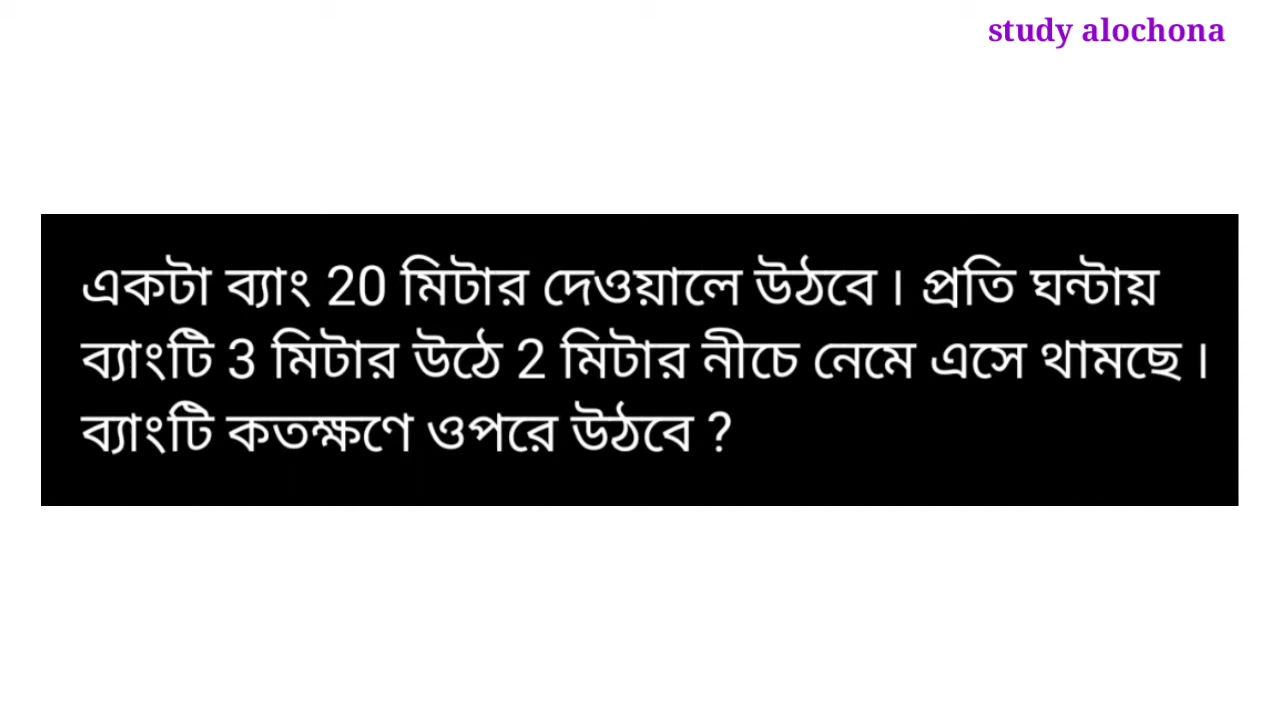 study alochona
একটা ব্যাং 20 মিটার দেওয়ালে উঠবে। প্রতি ঘন্টায়
ব্যাংটি 3 মিটার উঠে 2 মিটার নীচে নেমে এসে থামছে।
ব্যাংটি কতক্ষণে ওপরে উঠবে ?